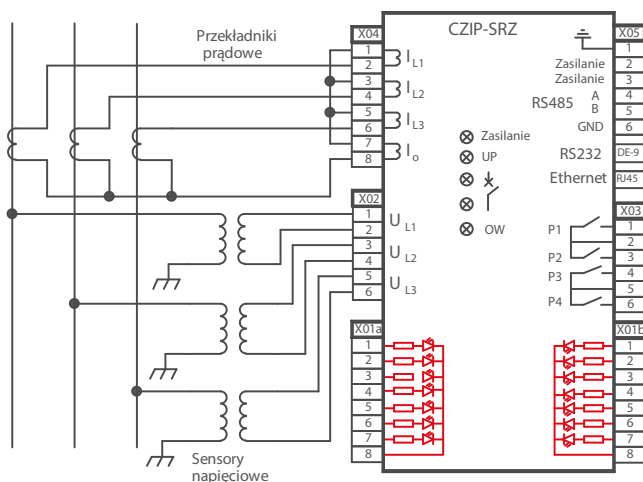 Przekładniki
prądowe
X04
1
2
3
4
5
6
7
8
I L1
I L2
I L3
I o
X02
1
2
3
4
5
6
U L1
U L2
U L3
X01a
1
2
3
4
5
6
7
8
Sensory
napięciowe
CZIP-SRZ
Zasilanie
UP
OW
X05
1
Zasilanie 2
Zasilanie 3
RS485
A 4
B 5
GND 6
RS232 DE-9
Ethernet RJ45
X03
P1
1
2
P2
3
P3
4
5
P4
6
X01b
1
2
3
4
5
6
7
8